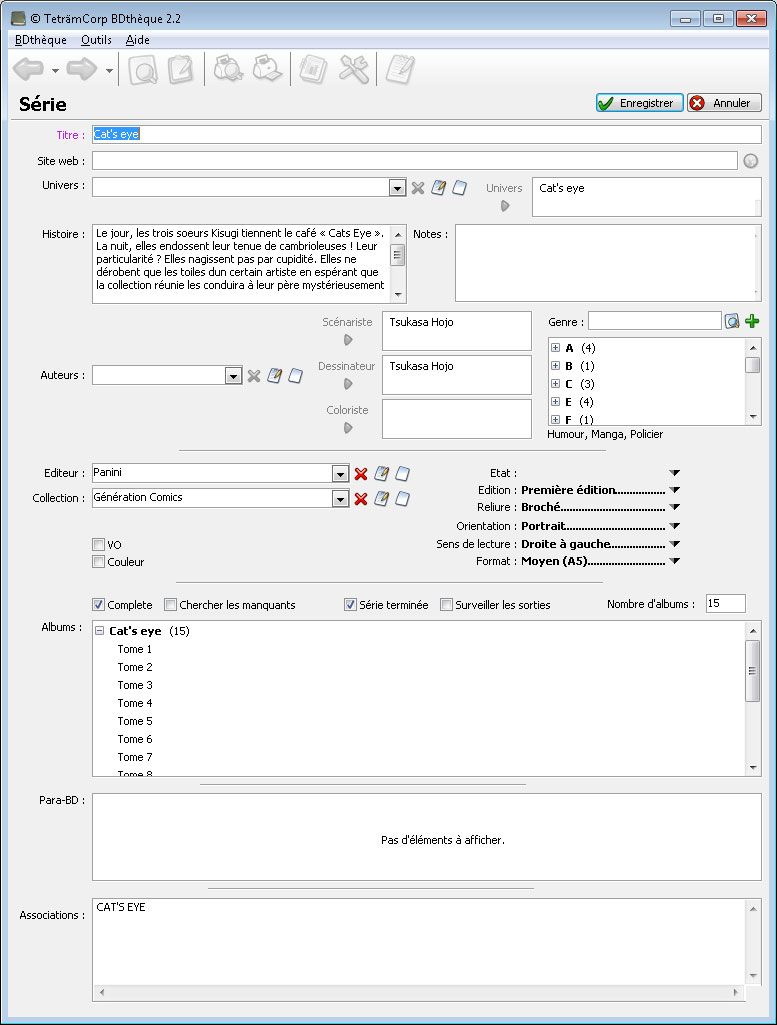 © TeträmCorp BDthèque 2.2
BDthèque Outils Aide
Série
Enregistrer Annuler
Titre : Cat's eye
Site web :
Univers : Univers Cat's eye
Histoire : Le jour, les trois soeurs Kisugi tiennent le café « Cats Eye ».
La nuit, elles endossent leur tenue de cambrioleuses ! Leur
particularité ? Elles nagissent pas par cupidité. Elles ne
dérobent que les toiles dun certain artiste en espérant que
la collection réunie les conduira à leur père mystérieusement
Notes :
Scénariste Tsukasa Hojo
Genre :
A (4)
B (1)
C (3)
E (4)
F (1)
Humour, Manga, Policier
Auteurs : Dessinateur Tsukasa Hojo
Coloriste
Editeur : Panini
Collection : Génération Comics
Etat :
Edition : Première édition
Reliure : Broché
Orientation : Portrait
Sens de lecture : Droite à gauche
Format : Moyen (A5)
VO
Couleur
Complete Chercher les manquants Série terminée Surveiller les sorties Nombre d'albums : 15
Albums : Cat's eye (15)
Tome 1
Tome 2
Tome 3
Tome 4
Tome 5
Tome 6
Tome 7
Tome 8
Para-BD :
Pas d'éléments à afficher.
Associations : CAT'S EYE